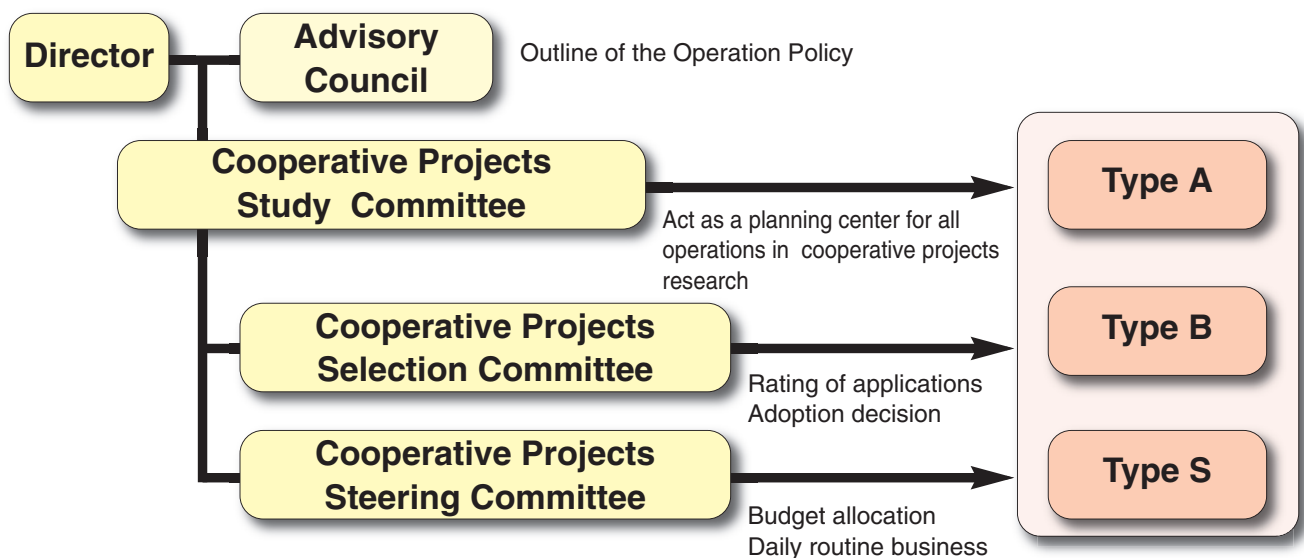 Director
Advisory
Council
Outline of the Operation Policy
Cooperative Projects
Study Committee
Act as a planning center for all
operations in cooperative projects
research
Type A
Cooperative Projects
Selection Committee
Rating of applications
Adoption decision
Type B
Cooperative Projects
Steering Committee
Budget allocation
Daily routine business
Type S